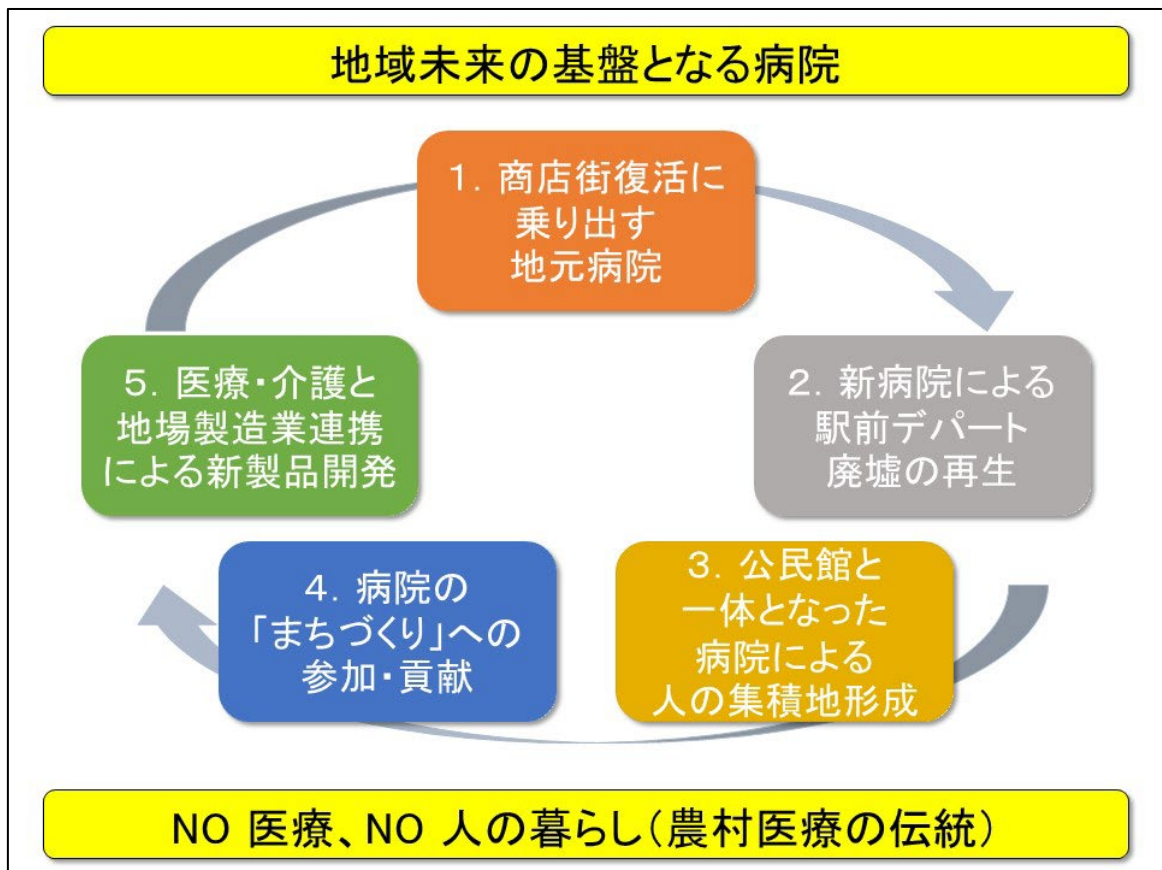 地域未来の基盤となる病院
１．商店街復活に
乗り出す
地元病院
２．新病院による
駅前デパート
廃墟の再生
３．公民館と
一体となった
病院による
人の集積地形成
４．病院の
「まちづくり」への
参加・貢献
５．医療・介護と
地場製造業連携
による新製品開発
NO 医療、NO 人の暮らし（農村医療の伝統）